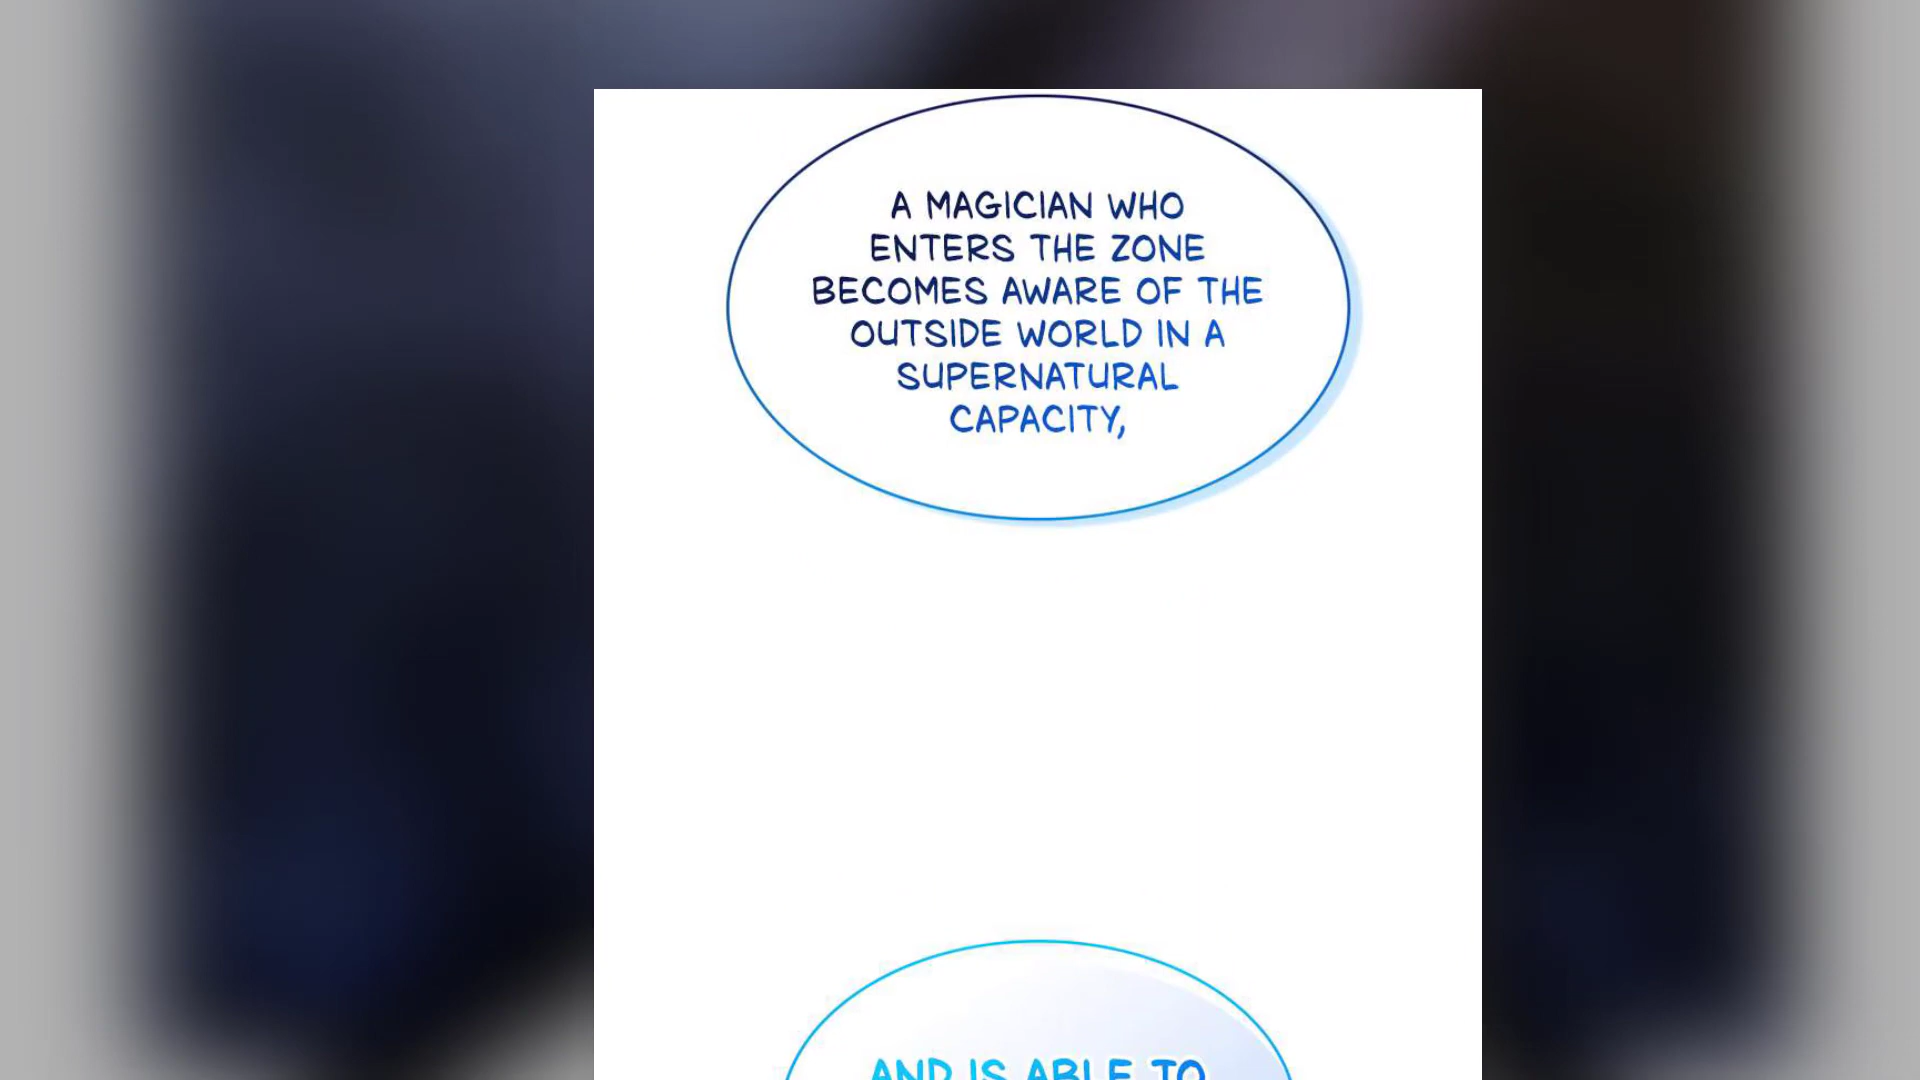 A MAGICIAN WHO
ENTERS THE ZONE
BECOMES AWARE OF THE
OUTSIDE WORLD IN A
SUPERNATURAL
CAPACITY,
AND IS ABLE TO